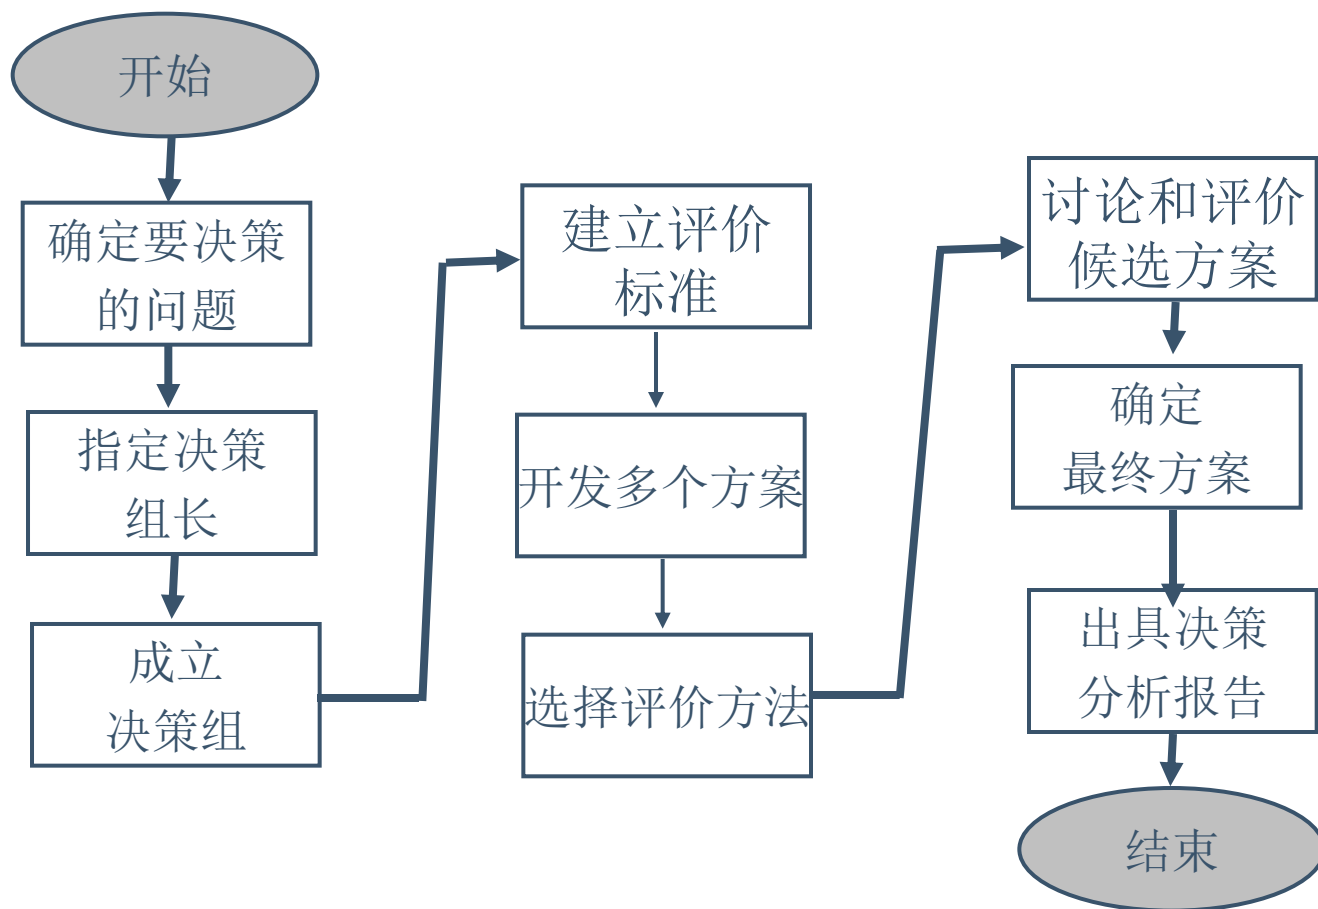 开始
确定要决策
的问题
指定决策
组长
成立
决策组
建立评价
标准
开发多个方案
选择评价方法
讨论和评价
候选方案
确定
最终方案
出具决策
分析报告
结束